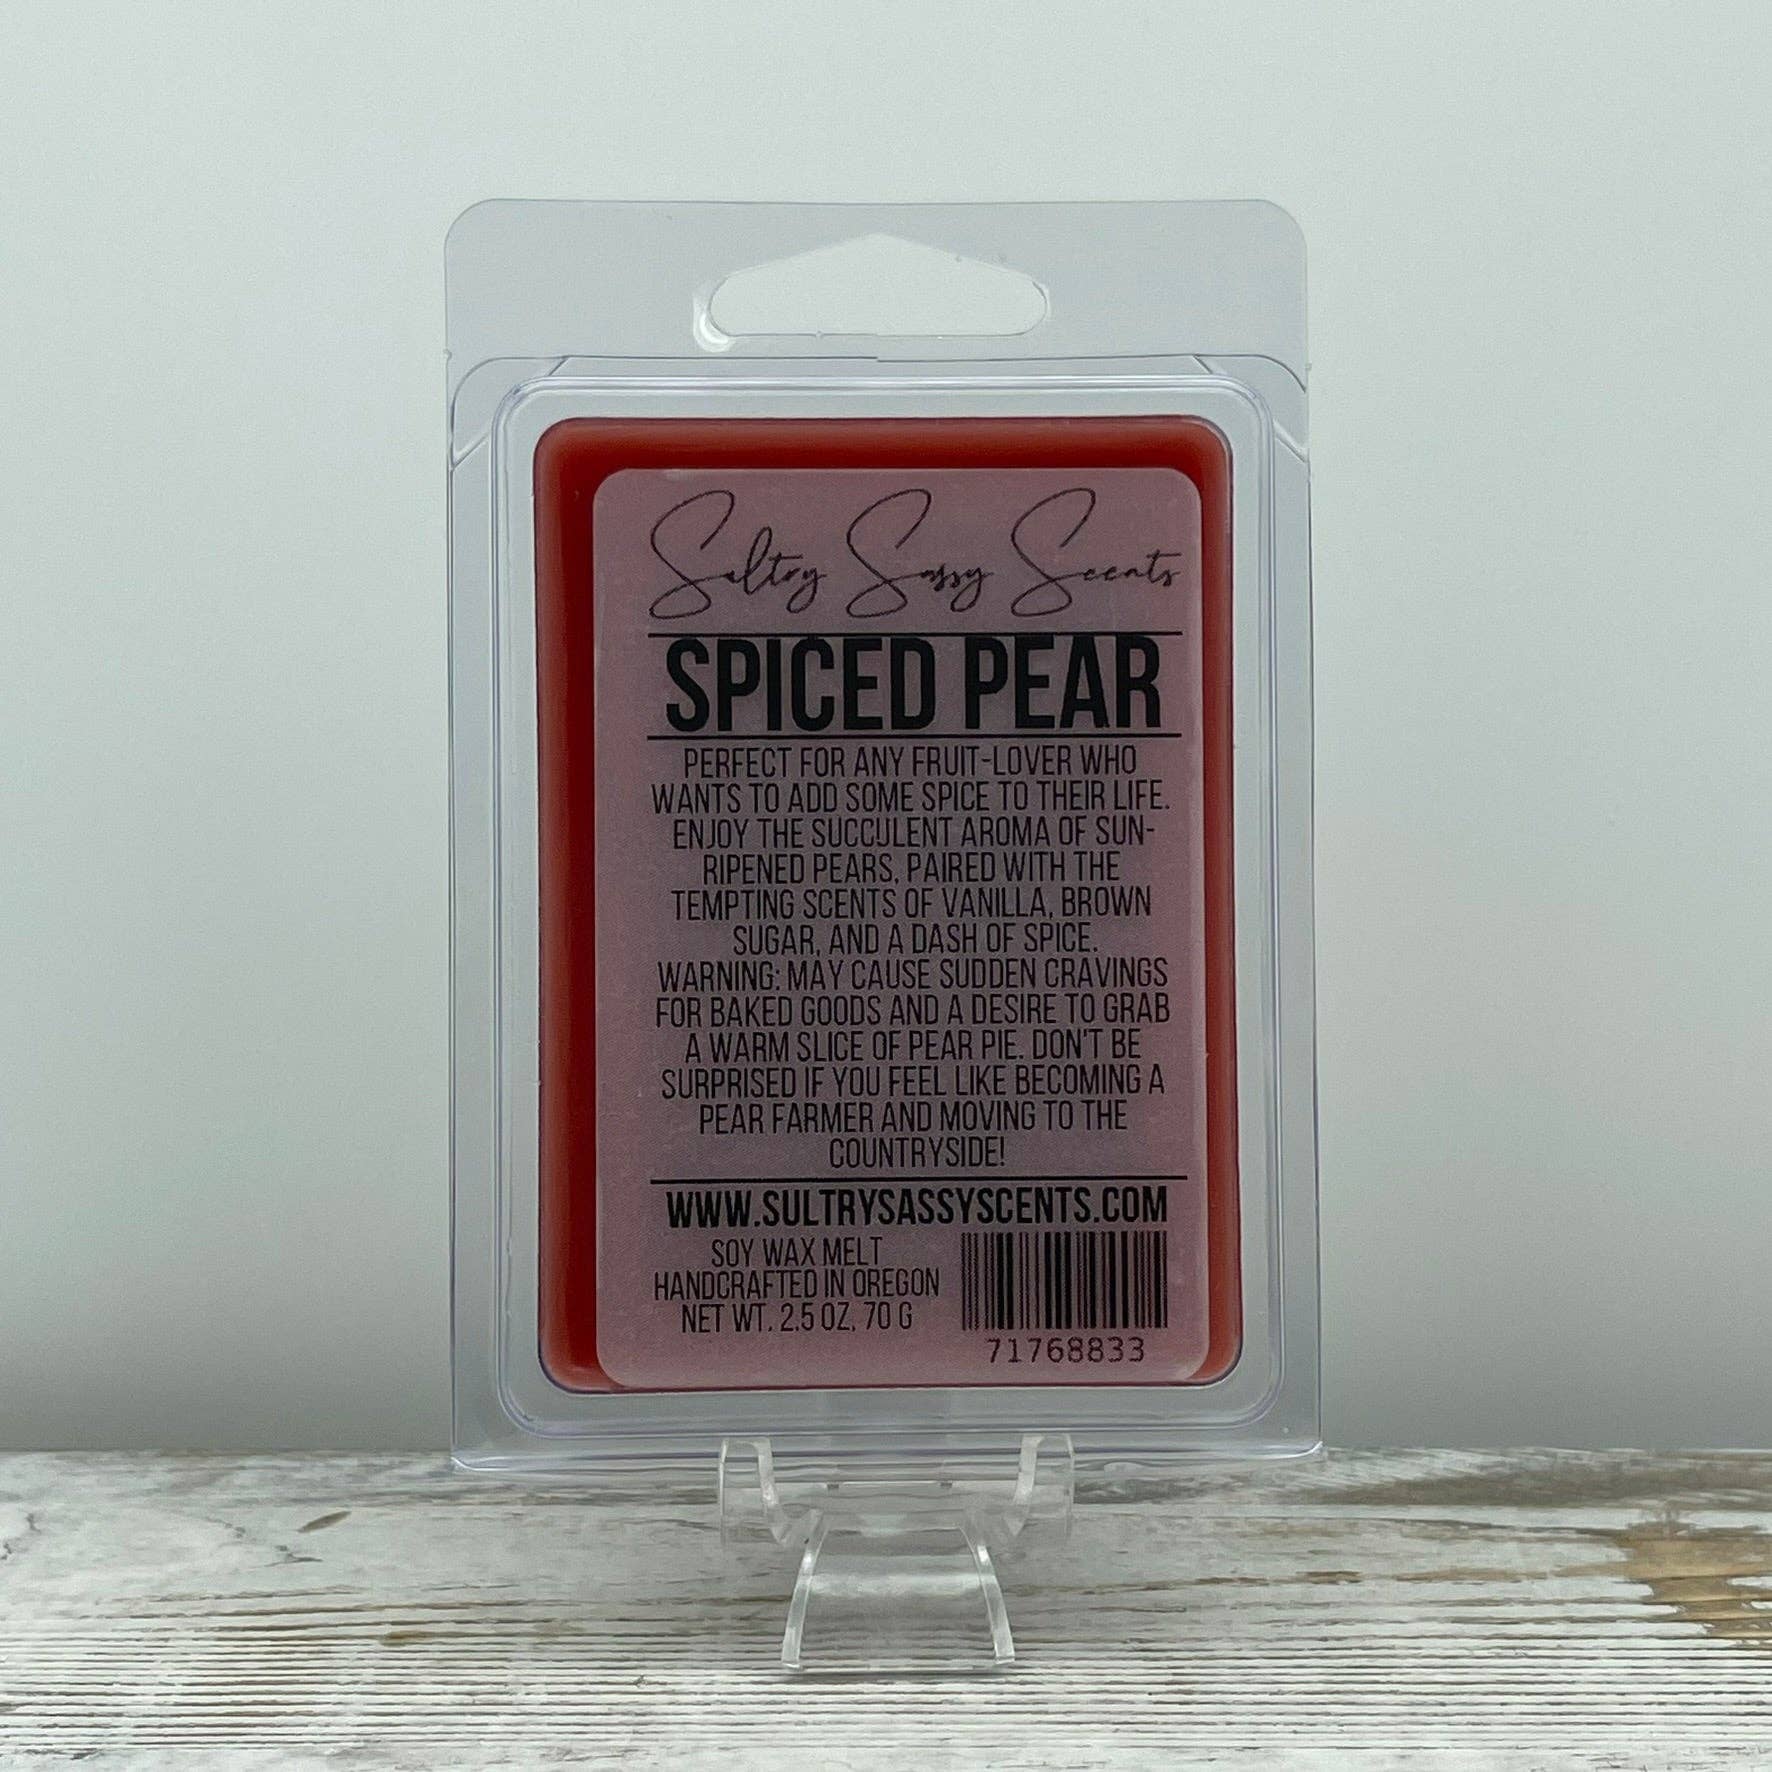 Sultry Sassy Scents
SPICED PEAR
PERFECT FOR ANY FRUIT-LOVER WHO
WANTS TO ADD SOME SPICE TO THEIR LIFE.
ENJOY THE SUCCULENT AROMA OF SUN-
RIPENED PEARS, PAIRED WITH THE
TEMPTING SCENTS OF VANILLA, BROWN
SUGAR, AND A DASH OF SPICE.
WARNING: MAY CAUSE SUDDEN CRAVINGS
FOR BAKED GOODS AND A DESIRE TO GRAB
A WARM SLICE OF PEAR PIE. DON'T BE
SURPRISED IF YOU FEEL LIKE BECOMING A
PEAR FARMER AND MOVING TO THE
COUNTRYSIDE!
WWW.SULTRYSASSYSCENTS.COM
SOY WAX MELT
HANDCRAFTED IN OREGON
NET WT. 2.5 OZ, 70 G
71768833